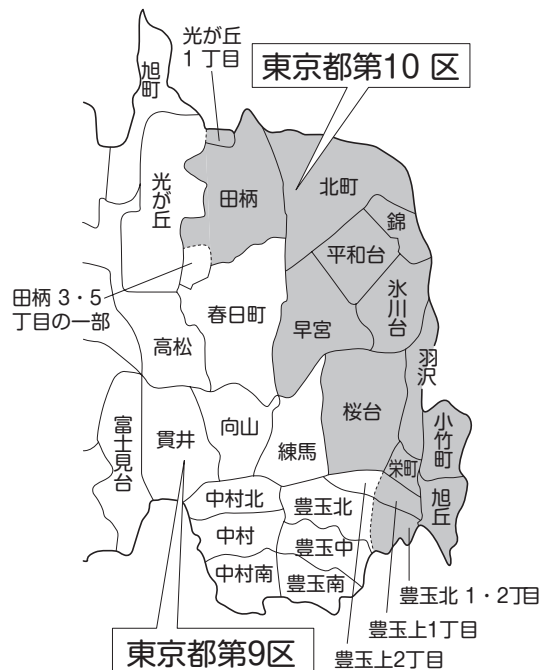 光が丘
1 丁目
東京都第10 区
旭町
光が丘
田柄
北町
錦
平和台
氷川台
田柄 3・5
丁目の一部
春日町
早宮
高松
羽沢
桜台
小竹町
富士見台
貫井
向山
練馬
栄町
旭丘
中村北
豊玉北
中村
豊玉中
中村南
豊玉南
豊玉北 1・2丁目
豊玉上1丁目
豊玉上2丁目
東京都第9区